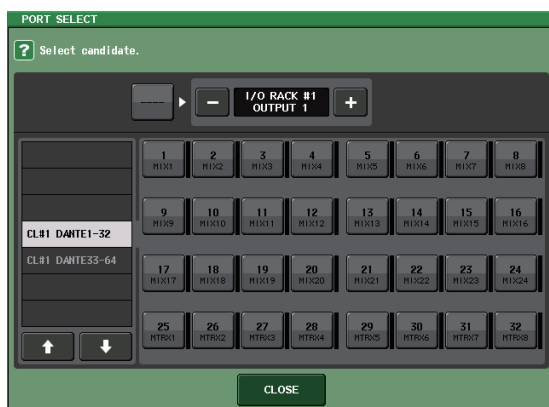 PORT SELECT
? Select candidate.
----
−
I/O RACK #1
OUTPUT 1
+
CL#1 DANTE1-32
CL#1 DANTE33-64
1 2 3 4 5 6 7 8
MIX1 MIX2 MIX3 MIX4 MIX5 MIX6 MIX7 MIX8
9 10 11 12 13 14 15 16
MIX9 MIX10 MIX11 MIX12 MIX13 MIX14 MIX15 MIX16
17 18 19 20 21 22 23 24
MIX17 MIX18 MIX19 MIX20 MIX21 MIX22 MIX23 MIX24
25 26 27 28 29 30 31 32
MTRX1 MTRX2 MTRX3 MTRX4 MTRX5 MTRX6 MTRX7 MTRX8
CLOSE